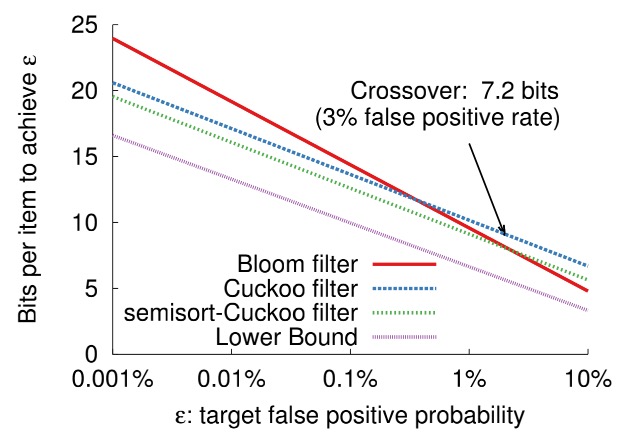 25
20
15
10
5
0
Bits per item to achieve ε
Crossover: 7.2 bits
(3% false positive rate)
Bloom filter
Cuckoo filter
semisort-Cuckoo filter
Lower Bound
0.001% 0.01% 0.1% 1% 10%
ε: target false positive probability